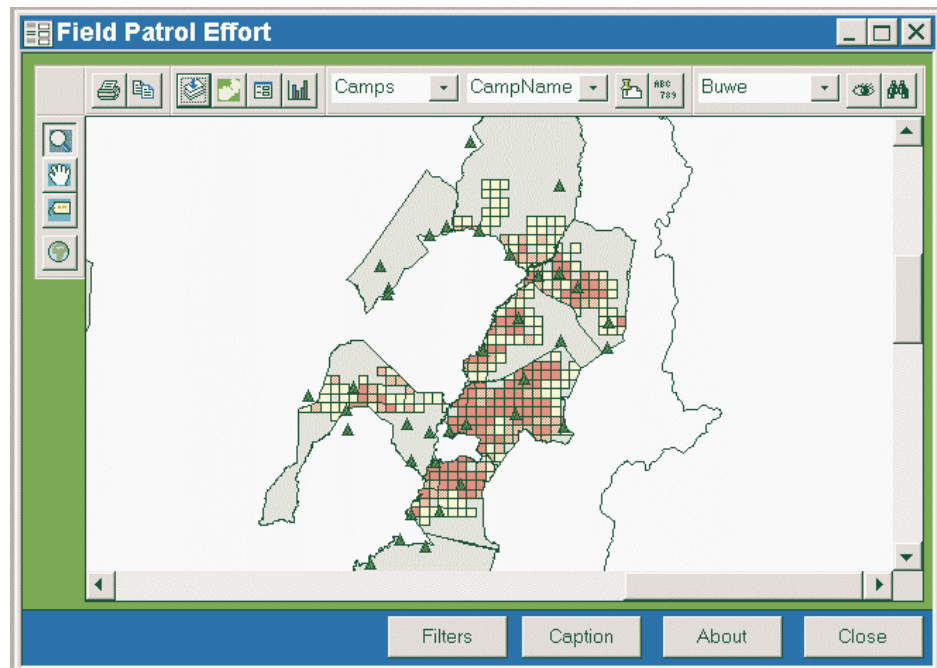 Field Patrol Effort
Camps CampName ABC 789 Buwe
Filters Caption About Close